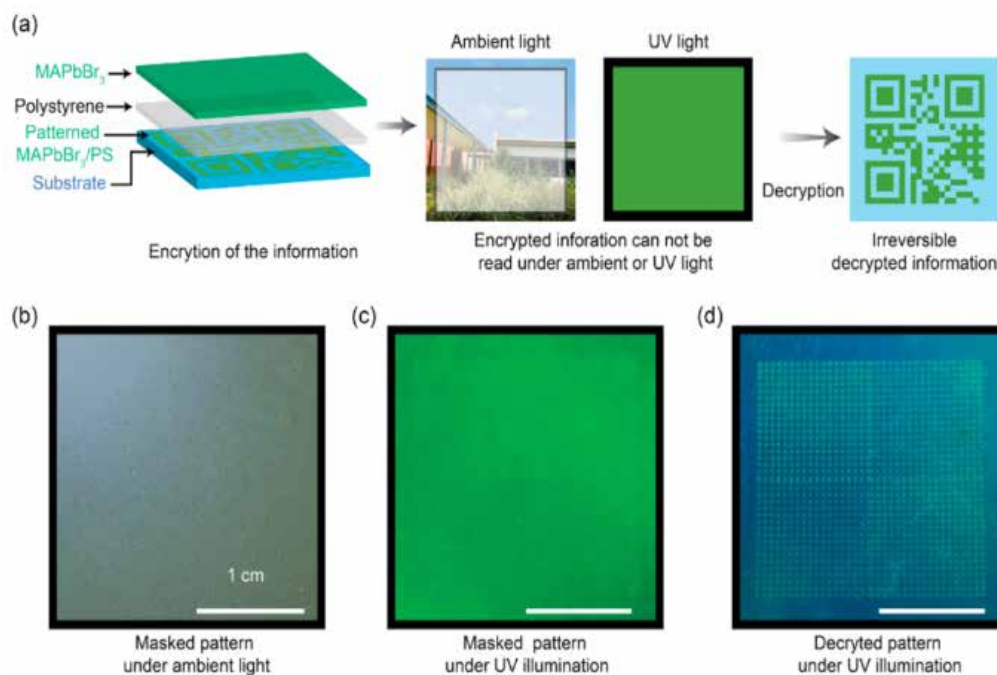 (a)
Ambient light
UV light
MAPbBr3
Polystyrene
Patterned
MAPbBr3/PS
Substrate
Decryption
Encrytion of the information
Encrypted inforation can not be
read under ambient or UV light
Irreversible
decrypted information
(b)
(c)
(d)
1 cm
Masked pattern
under ambient light
Masked pattern
under UV illumination
Decryted pattern
under UV illumination